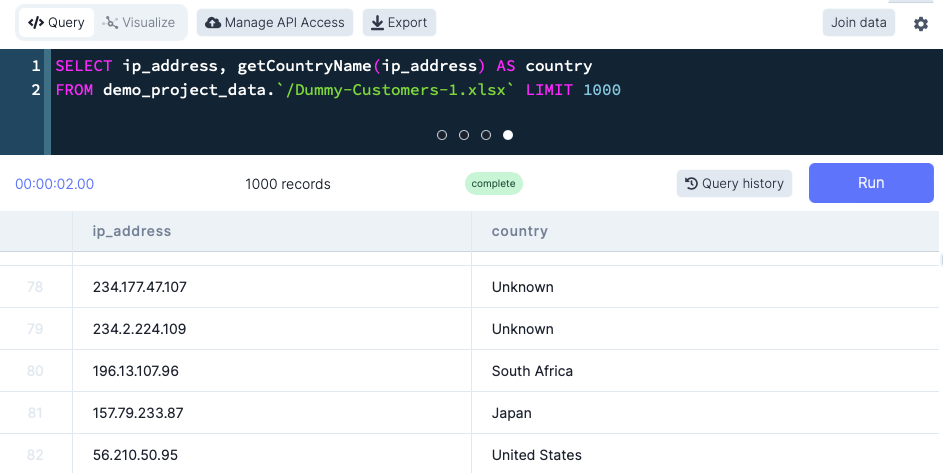 Query Visualize Manage API Access Export Join data
1 SELECT ip_address, getCountryName(ip_address) AS country
2 FROM demo_project_data.`/Dummy-Customers-1.xlsx` LIMIT 1000
00:00:02.00 1000 records complete Query history Run
ip_address country
78 234.177.47.107 Unknown
79 234.2.224.109 Unknown
80 196.13.107.96 South Africa
81 157.79.233.87 Japan
82 56.210.50.95 United States